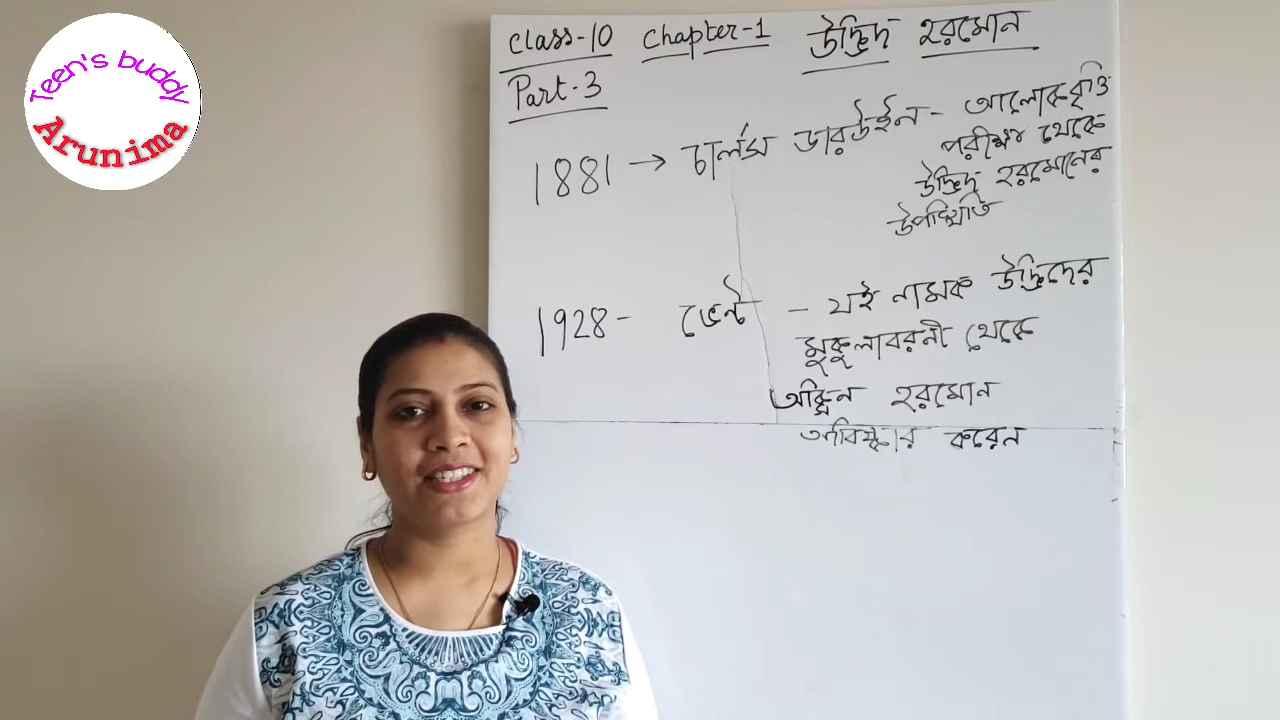 Teen's buddy
Arunima
Class-10 Chapter-1 উদ্ভিদ হরমোন
Part-3
1881 → চার্লস ডারউইন - আলোকবৃত্তি
পরীক্ষা থেকে
উদ্ভিদ হরমোনের
উপস্থিতি
1928 - ভেন্ট - যই নামক উদ্ভিদের
মুকুলাবরনী থেকে
অক্সিন হরমোন
আবিষ্কার করেন